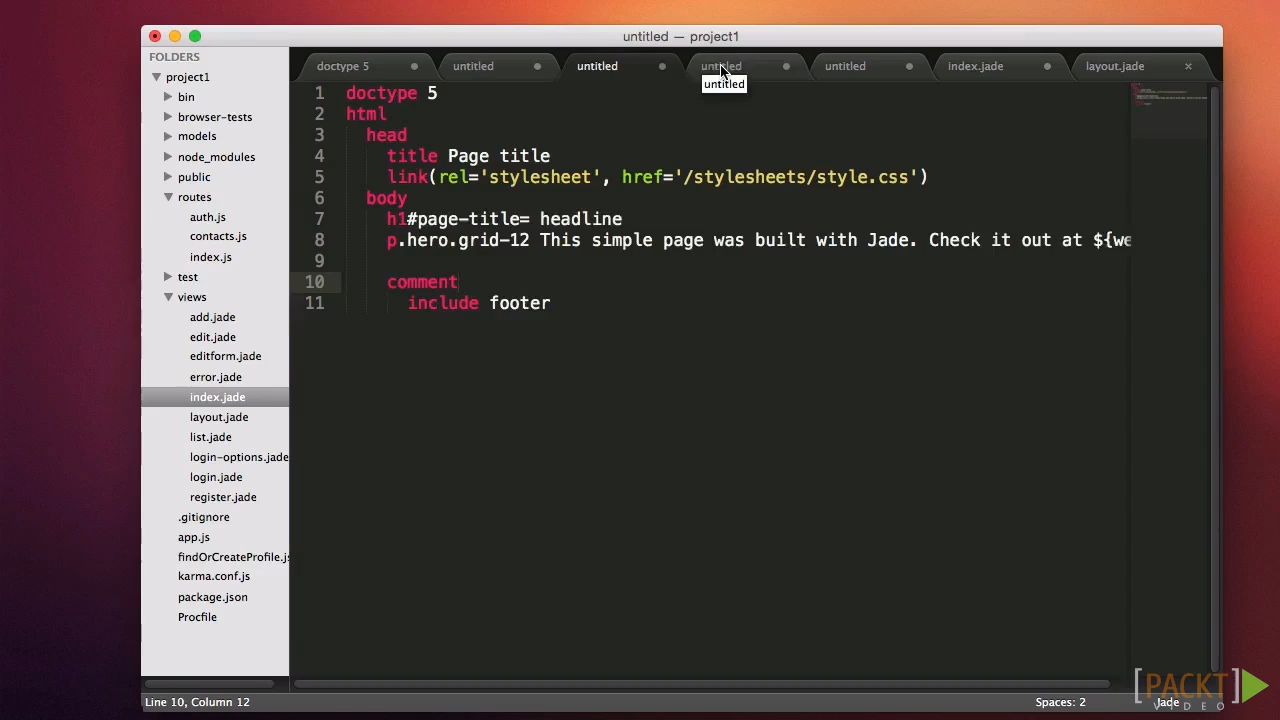 untitled — project1
FOLDERS
project1
bin
browser-tests
models
node_modules
public
routes
auth.js
contacts.js
index.js
test
views
add.jade
edit.jade
editform.jade
error.jade
index.jade
layout.jade
list.jade
login-options.jade
login.jade
register.jade
.gitignore
app.js
findOrCreateProfile.js
karma.conf.js
package.json
Procfile
doctype 5
untitled
untitled
untitled
untitled
index.jade
layout.jade
untitled
1 doctype 5
2 html
3 head
4 title Page title
5 link(rel='stylesheet', href='/stylesheets/style.css')
6 body
7 h1#page-title= headline
8 p.hero.grid-12 This simple page was built with Jade. Check it out at ${we
9
10 comment
11 include footer
Line 10, Column 12
Spaces: 2
Jade
[PACKT]
VIDEO